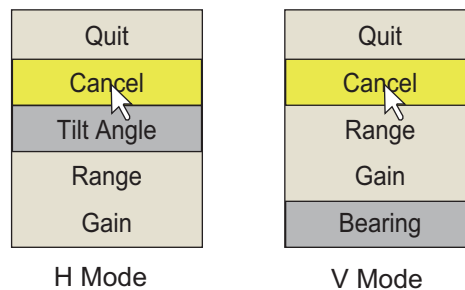 Quit
Cancel
Tilt Angle
Range
Gain
H Mode
Quit
Cancel
Range
Gain
Bearing
V Mode